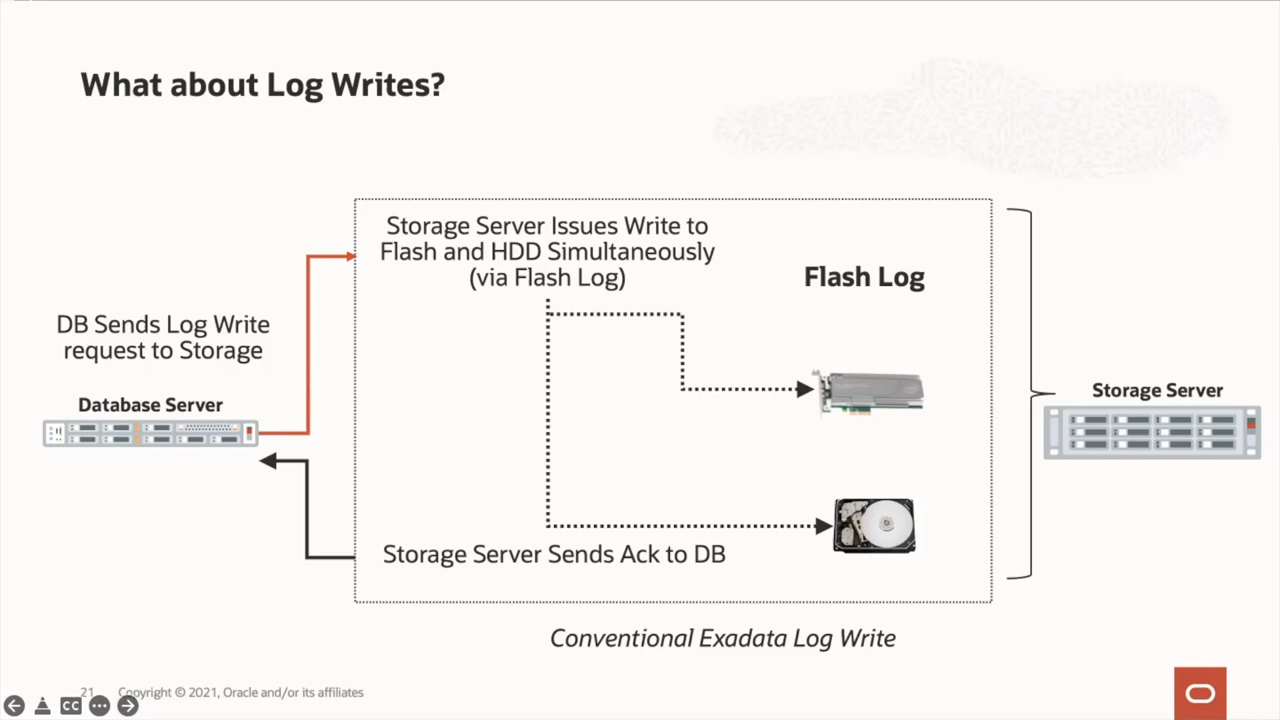 What about Log Writes?
Storage Server Issues Write to
Flash and HDD Simultaneously
(via Flash Log)
Flash Log
DB Sends Log Write
request to Storage
Database Server
Storage Server
Storage Server Sends Ack to DB
Conventional Exadata Log Write
21 Copyright © 2021, Oracle and/or its affiliates
CC